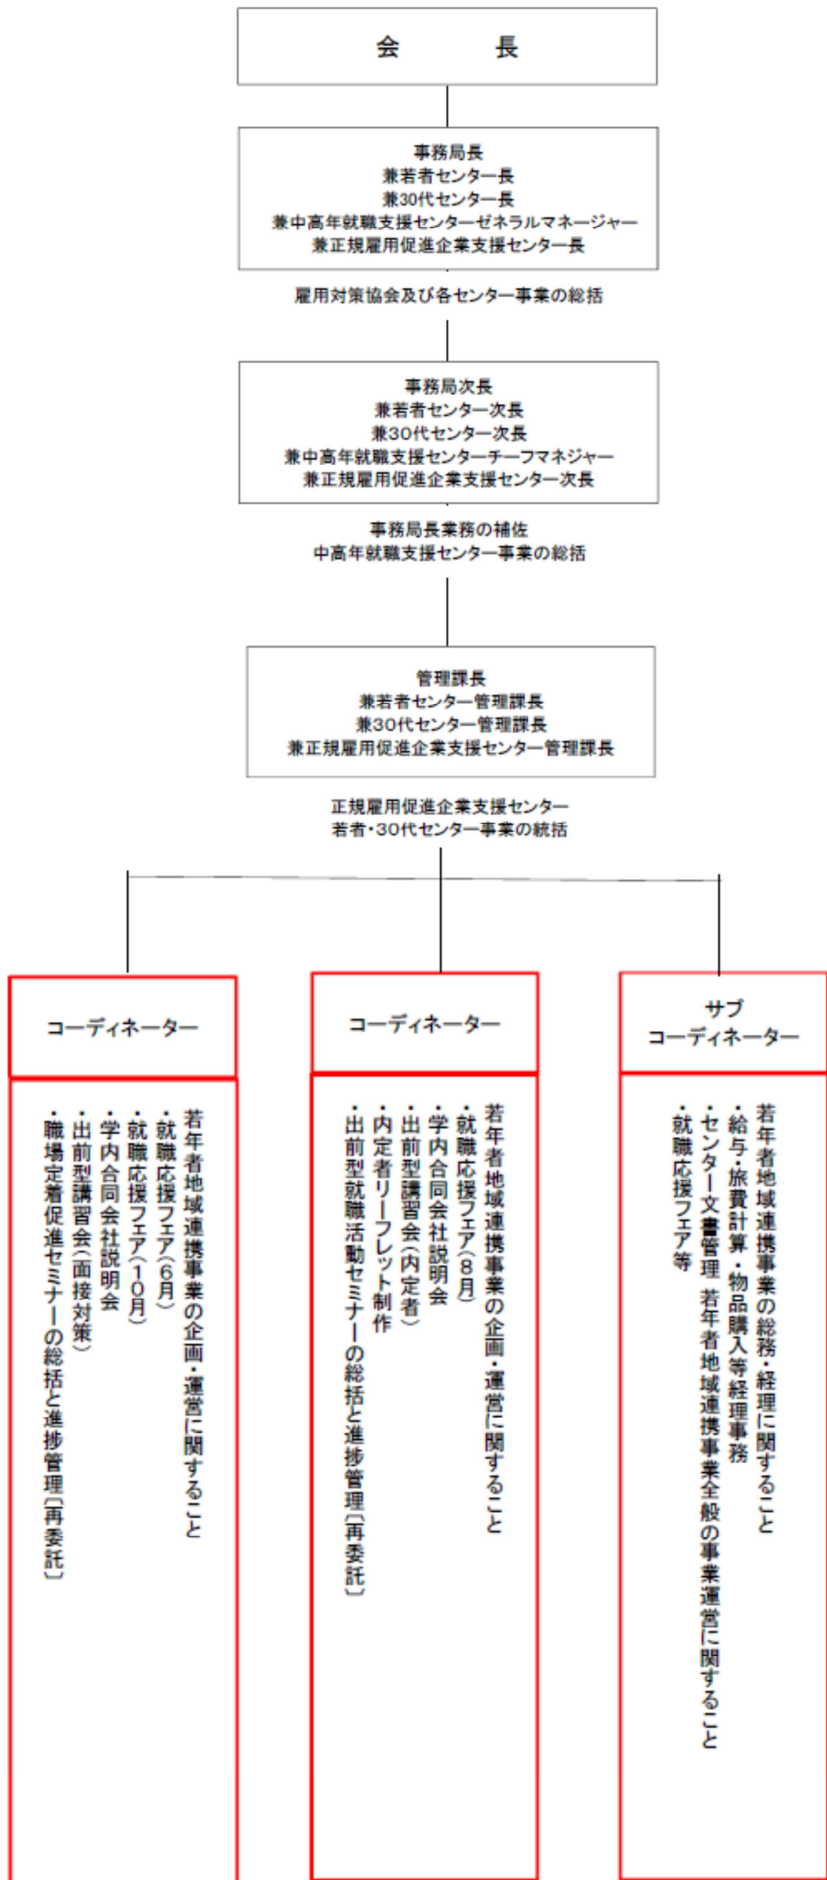 会　　　長
事務局長
兼若者センター長
兼30代センター長
兼中高年就職支援センターゼネラルマネージャー
兼正規雇用促進企業支援センター長
雇用対策協会及び各センター事業の総括
事務局次長
兼若者センター次長
兼30代センター次長
兼中高年就職支援センターチーフマネジャー
兼正規雇用促進企業支援センター次長
事務局長業務の補佐
中高年就職支援センター事業の総括
管理課長
兼若者センター管理課長
兼30代センター管理課長
兼正規雇用促進企業支援センター管理課長
正規雇用促進企業支援センター
若者・30代センター事業の統括
コーディネーター
若年者地域連携事業の企画・運営に関すること
・就職応援フェア(6月)
・就職応援フェア(10月)
・学内合同会社説明会
・出前型講習会(面接対策)
・職場定着促進セミナーの総括と進捗管理〔再委託〕
コーディネーター
若年者地域連携事業の企画・運営に関すること
・就職応援フェア(8月)
・学内合同会社説明会
・出前型講習会(内定者)
・内定者リーフレット制作
・出前型就職活動セミナーの総括と進捗管理〔再委託〕
サブ
コーディネーター
若年者地域連携事業の総務・経理に関すること
・給与・旅費計算・物品購入等経理事務
・センター文書管理 若年者地域連携事業全般の事業運営に関すること
・就職応援フェア等